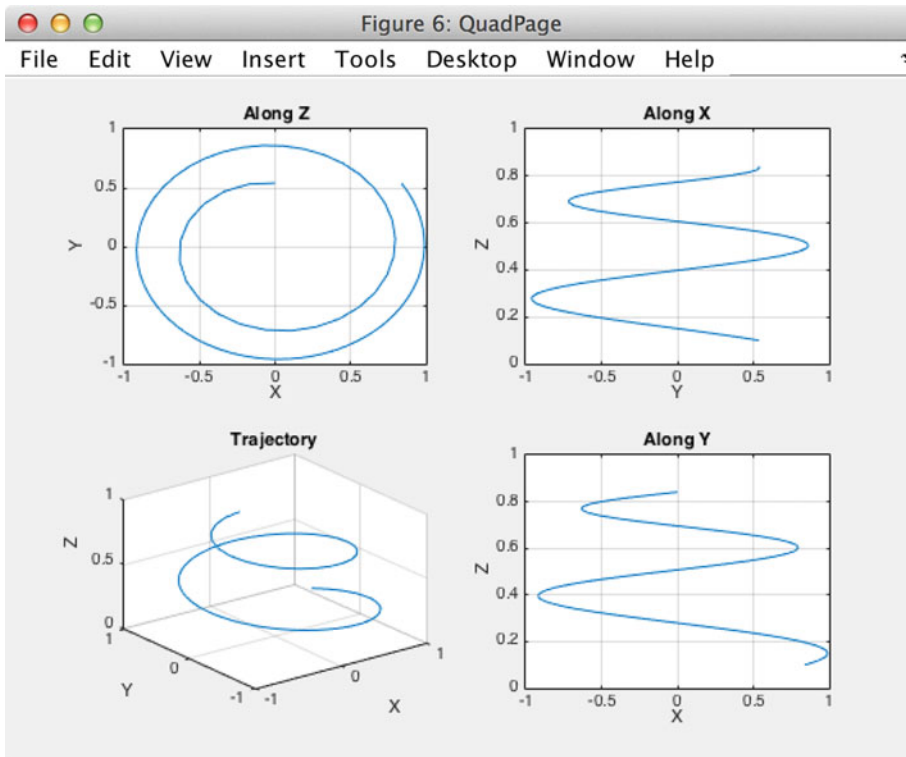 Figure 6: QuadPage
File Edit View Insert Tools Desktop Window Help
Along Z
1
0.5
0
-0.5
-1
Y
-1 -0.5 0 0.5 1
X
Along X
1
0.8
0.6
0.4
0.2
0
Z
-1 -0.5 0 0.5 1
Y
Trajectory
1
0.5
0
Z
1
0
-1
Y
-1
0
1
X
Along Y
1
0.8
0.6
0.4
0.2
0
Z
-1 -0.5 0 0.5 1
X